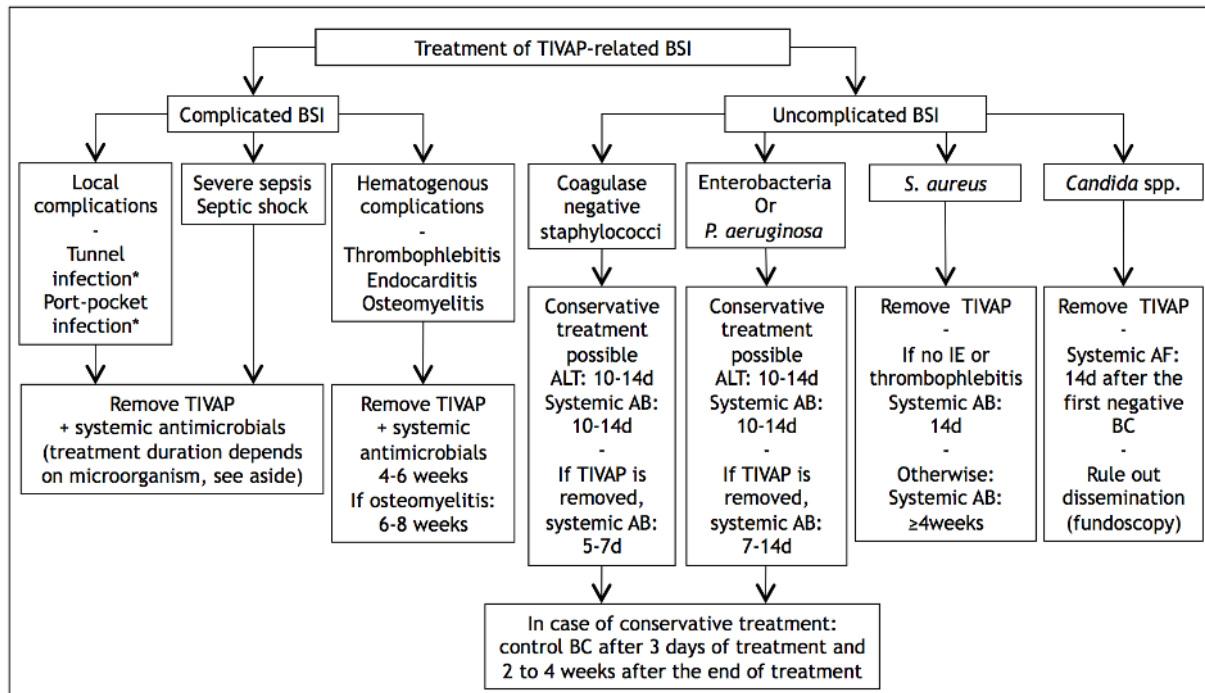 Treatment of TIVAP-related BSI
Complicated BSI
Uncomplicated BSI
Local
complications
-
Tunnel
infection*
Port-pocket
infection*
Severe sepsis
Septic shock
Hematogenous
complications
-
Thrombophlebitis
Endocarditis
Osteomyelitis
Coagulase
negative
staphylococci
Enterobacteria
Or
P. aeruginosa
S. aureus
Candida spp.
Remove TIVAP
+ systemic antimicrobials
(treatment duration depends
on microorganism, see aside)
Remove TIVAP
+ systemic
antimicrobials
4-6 weeks
If osteomyelitis:
6-8 weeks
Conservative
treatment
possible
ALT: 10-14d
Systemic AB:
10-14d
-
If TIVAP is
removed,
systemic AB:
5-7d
Conservative
treatment
possible
ALT: 10-14d
Systemic AB:
10-14d
-
If TIVAP is
removed,
systemic AB:
7-14d
Remove TIVAP
-
If no IE or
thrombophlebitis
Systemic AB:
14d
-
Otherwise:
Systemic AB:
≥4weeks
Remove TIVAP
-
Systemic AF:
14d after the
first negative
BC
-
Rule out
dissemination
(fundoscopy)
In case of conservative treatment:
control BC after 3 days of treatment and
2 to 4 weeks after the end of treatment